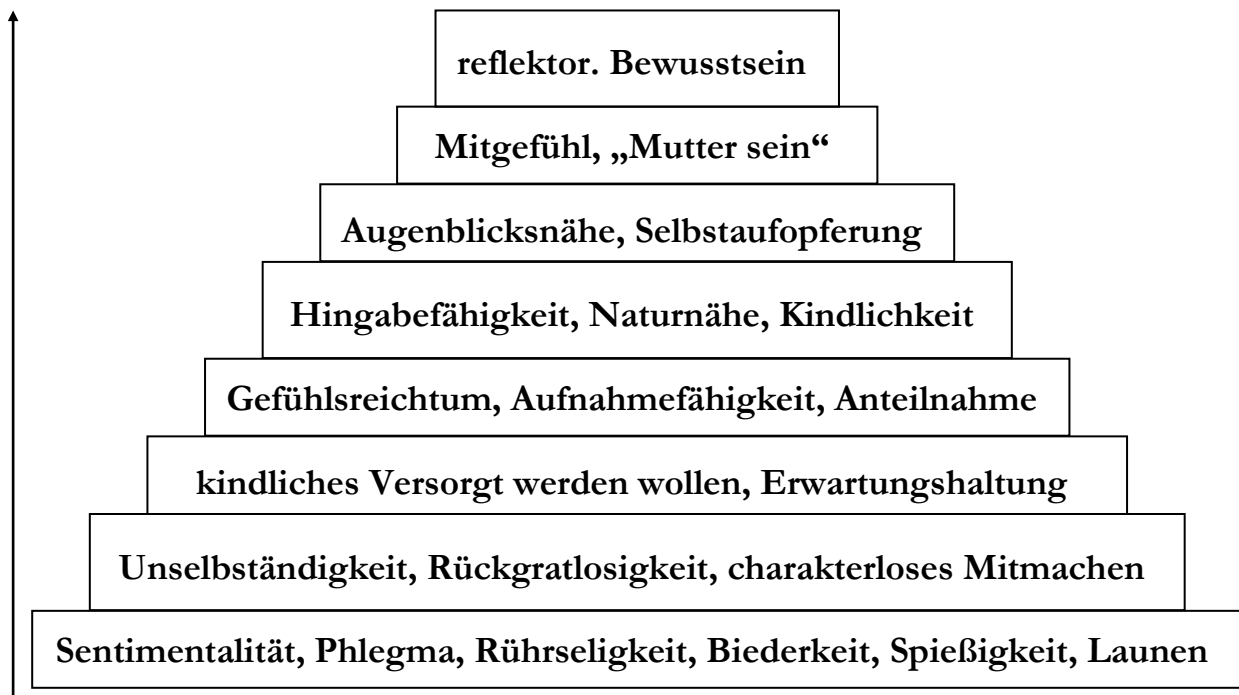 reflektor. Bewusstsein
Mitgefühl, „Mutter sein“
Augenblicksnähe, Selbstaufopferung
Hingabefähigkeit, Naturnähe, Kindlichkeit
Gefühlsreichtum, Aufnahmefähigkeit, Anteilnahme
kindliches Versorgt werden wollen, Erwartungshaltung
Unselbständigkeit, Rückgratlosigkeit, charakterloses Mitmachen
Sentimentalität, Phlegma, Rührseligkeit, Biederkeit, Spießigkeit, Launen